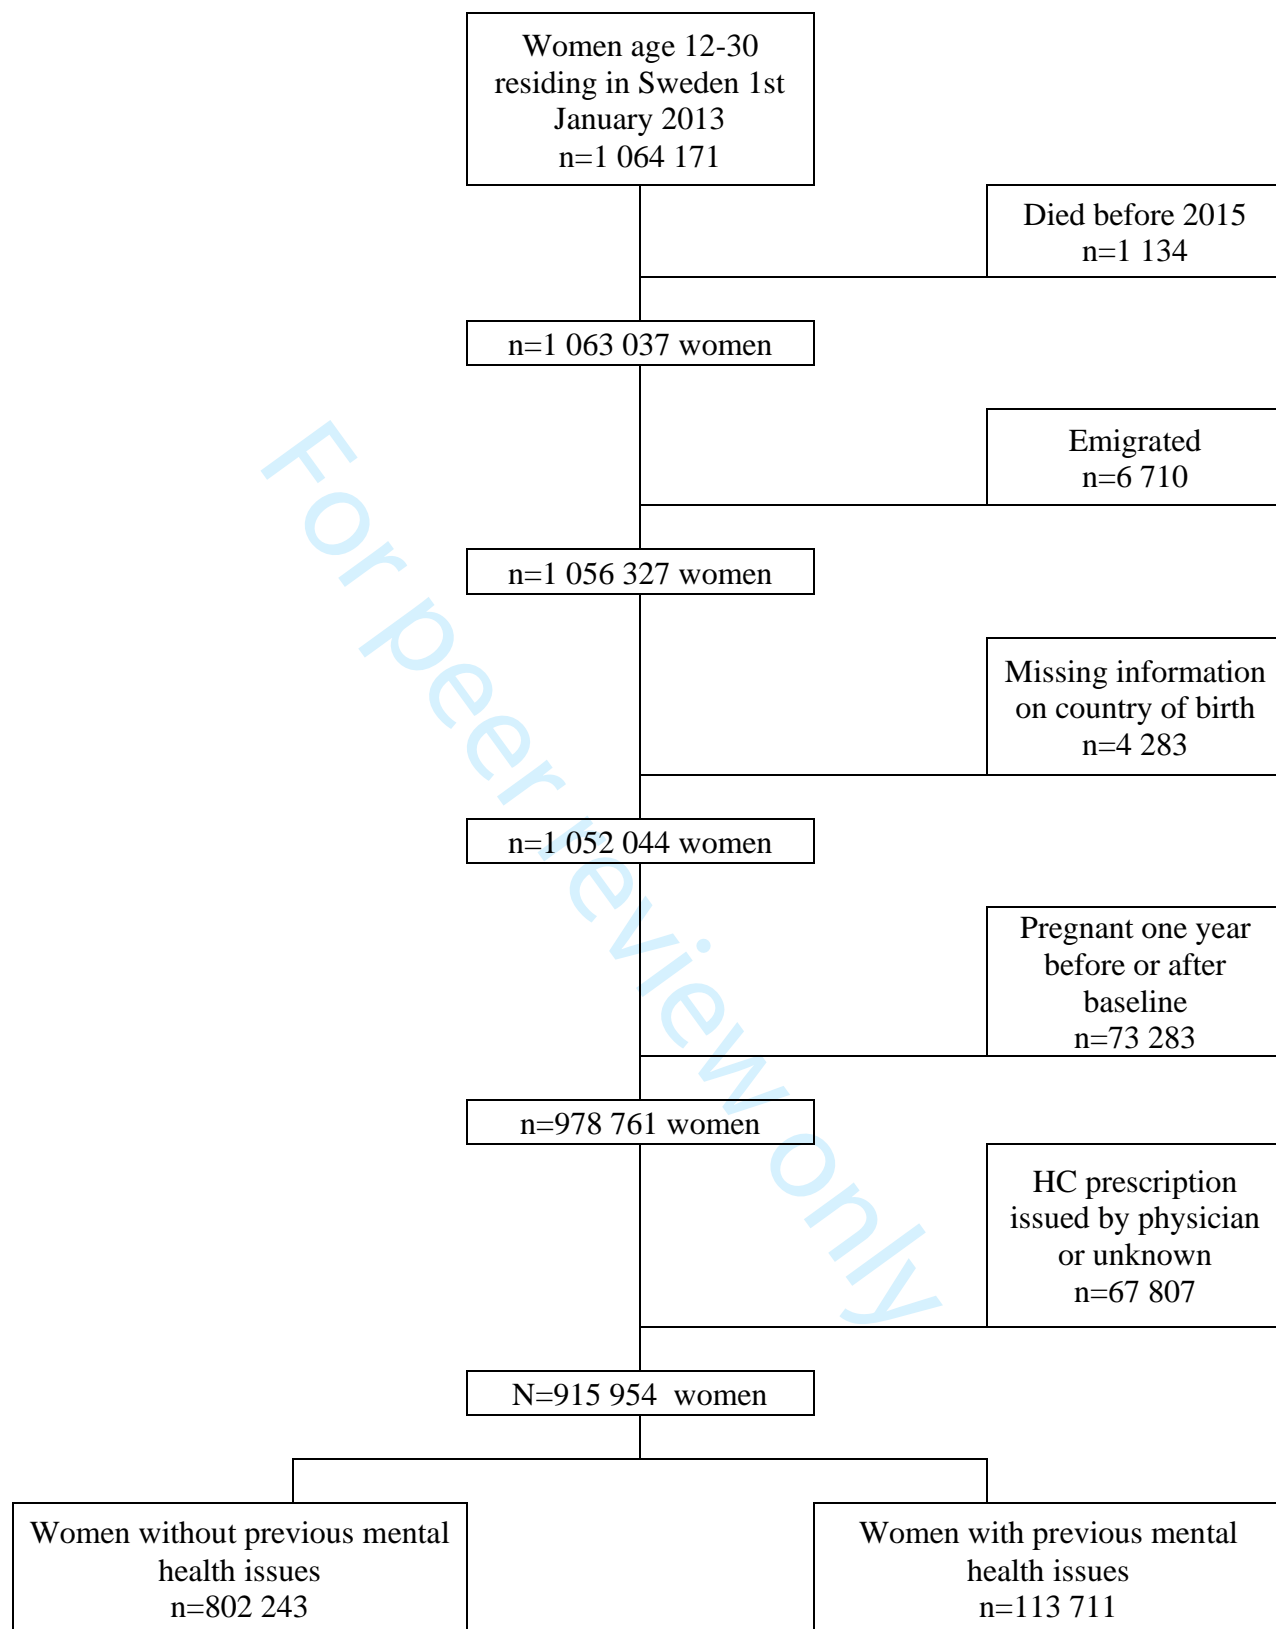 Women age 12-30
residing in Sweden 1st
January 2013
n=1 064 171
Died before 2015
n=1 134
n=1 063 037 women
Emigrated
n=6 710
n=1 056 327 women
Missing information
on country of birth
n=4 283
n=1 052 044 women
Pregnant one year
before or after
baseline
n=73 283
n=978 761 women
HC prescription
issued by physician
or unknown
n=67 807
N=915 954  women
Women without previous mental
health issues
n=802 243
Women with previous mental
health issues
n=113 711
For peer review only